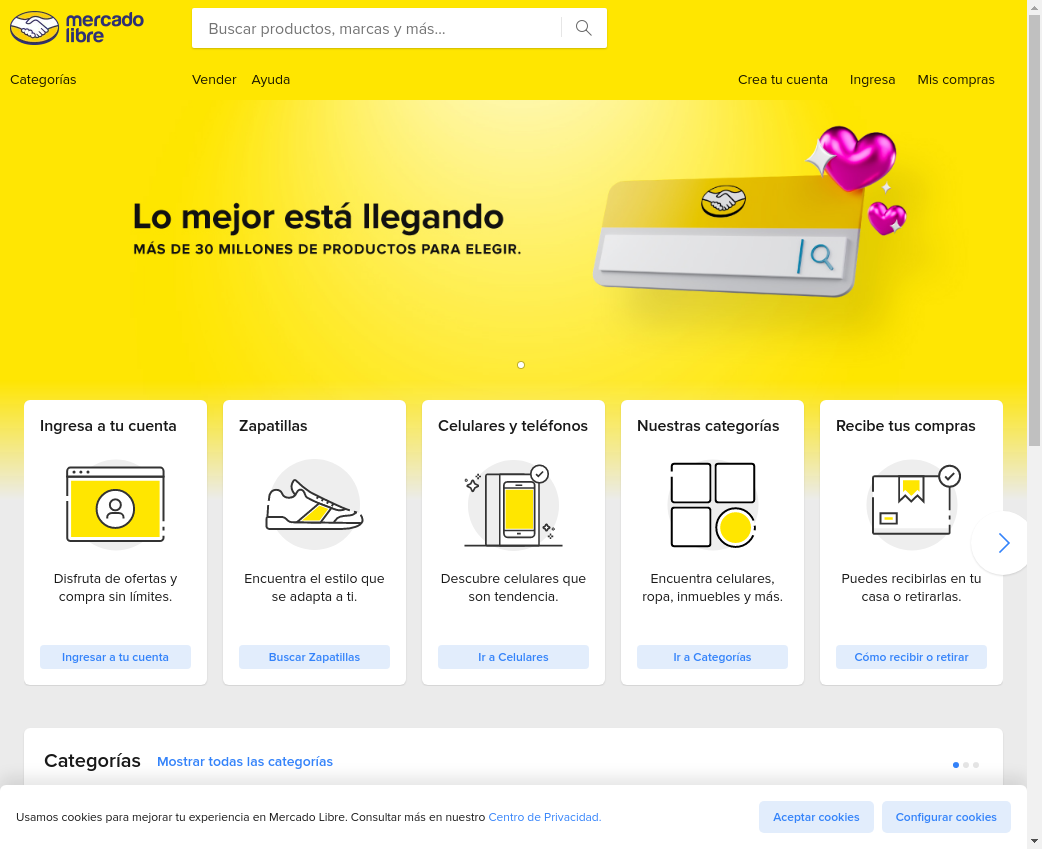 mercado
libre
Buscar productos, marcas y más...
Categorías
Vender
Ayuda
Crea tu cuenta
Ingresa
Mis compras
Lo mejor está llegando
MÁS DE 30 MILLONES DE PRODUCTOS PARA ELEGIR.
Ingresa a tu cuenta
Disfruta de ofertas y
compra sin límites.
Ingresar a tu cuenta
Zapatillas
Encuentra el estilo que
se adapta a ti.
Buscar Zapatillas
Celulares y teléfonos
Descubre celulares que
son tendencia.
Ir a Celulares
Nuestras categorías
Encuentra celulares,
ropa, inmuebles y más.
Ir a Categorías
Recibe tus compras
Puedes recibirlas en tu
casa o retirarlas.
Cómo recibir o retirar
Categorías
Mostrar todas las categorías
Usamos cookies para mejorar tu experiencia en Mercado Libre. Consultar más en nuestro Centro de Privacidad.
Aceptar cookies
Configurar cookies